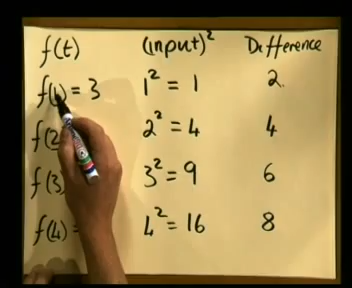 f(t) (input)² Difference
f(1) = 3 1² = 1 2
f(2 2² = 4 4
f(3 3² = 9 6
f(4) = 4² = 16 8